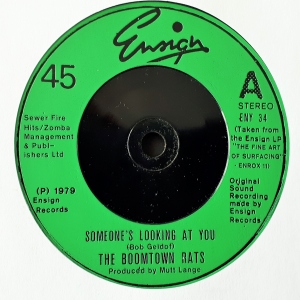 Ensign
45
A
STEREO
ENY 34
(Taken from
the Ensign LP
"THE FINE ART
OF SURFACING"
- ENROX 11)
Sewer Fire
Hits/Zomba
Management
& Publ-
ishers Ltd
(P) 1979
Ensign
Records
Original
Sound
Recording
made by
Ensign
Records
SOMEONE'S LOOKING AT YOU
(Bob Geldof)
THE BOOMTOWN RATS
Produced by Mutt Lange